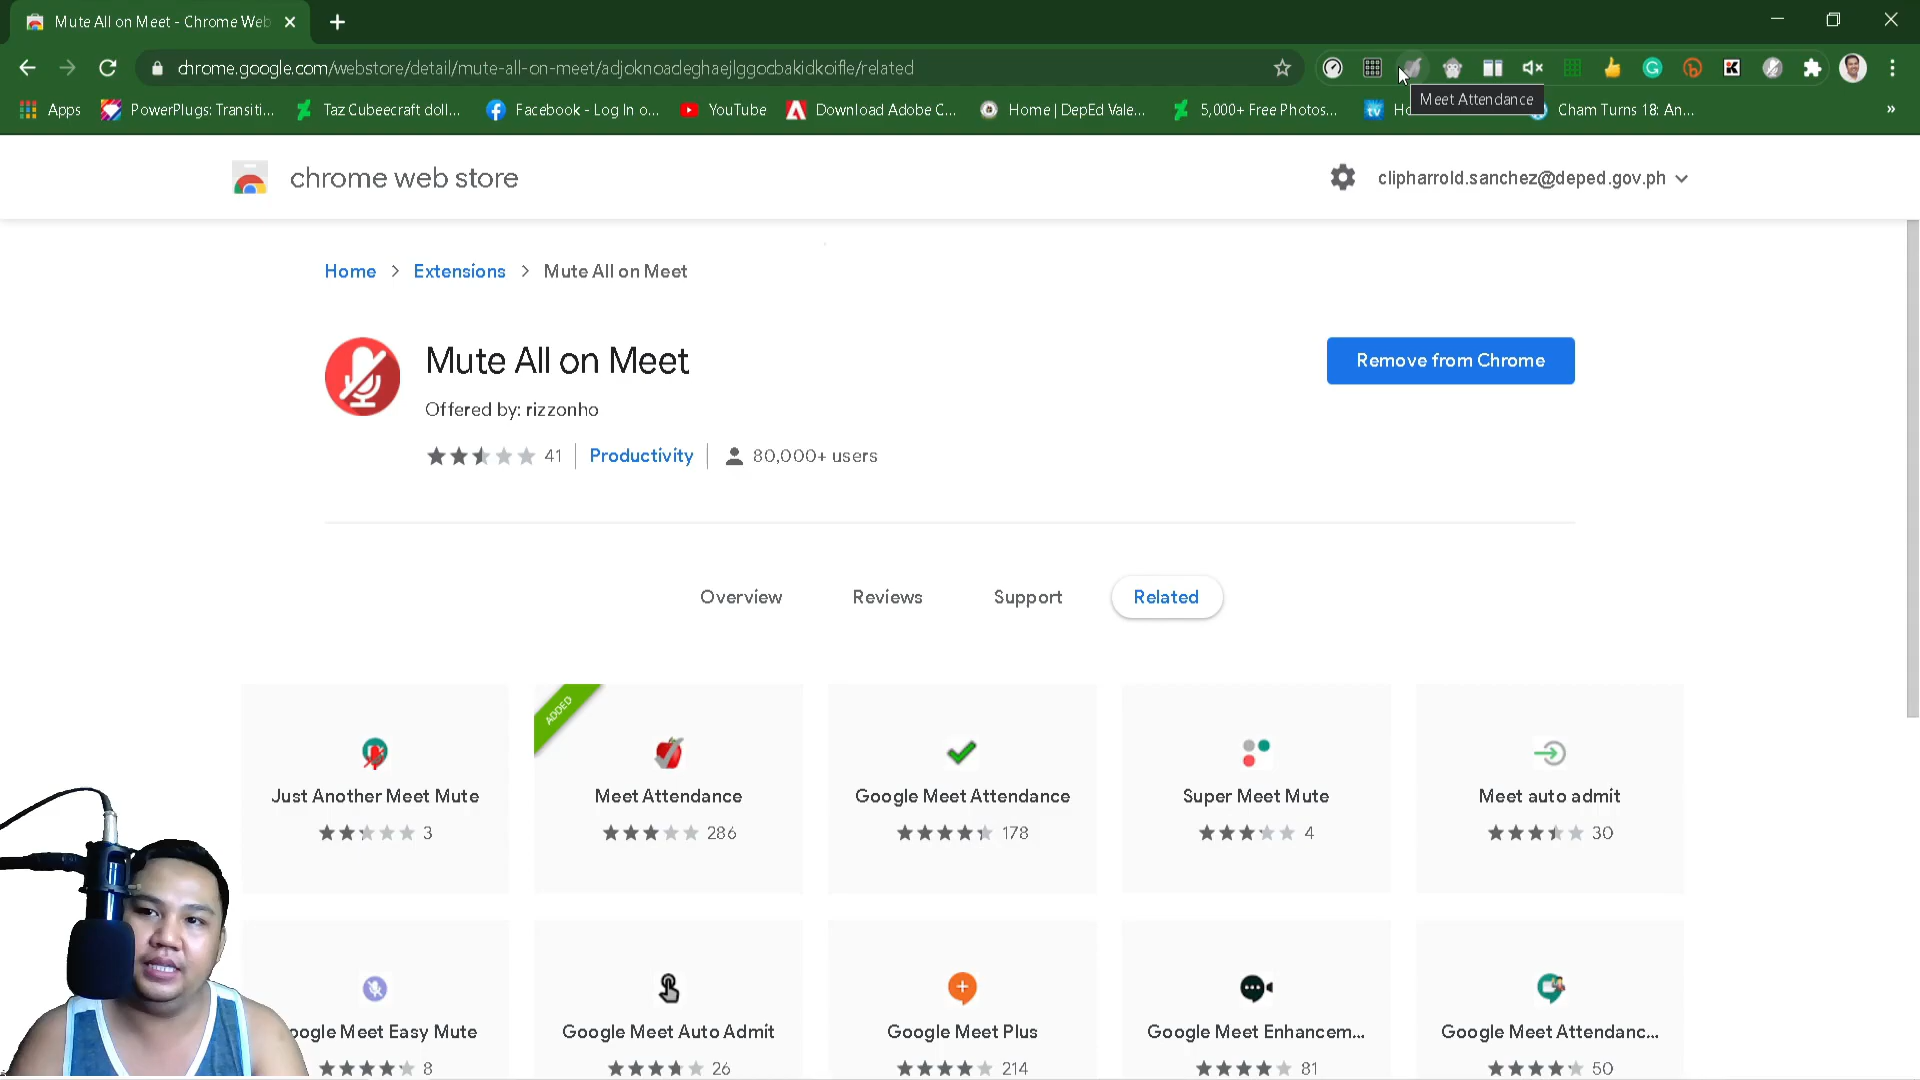 Mute All on Meet - Chrome Web
chrome.google.com/webstore/detail/mute-all-on-meet/adjoknoacleghaejlggocbakidkoifle/related
Meet Attendance
Apps
PowerPlugs: Transiti...
Taz Cubeecraft doll...
Facebook - Log In o...
YouTube
Download Adobe C...
Home | DepEd Vale...
5,000+ Free Photos...
Cham Turns 18: An...
chrome web store
clipharrold.sanchez@deped.gov.ph
Home > Extensions > Mute All on Meet
Mute All on Meet
Remove from Chrome
Offered by: rizzonho
41
Productivity
80,000+ users
Overview
Reviews
Support
Related
ADDED
Just Another Meet Mute
Meet Attendance
Google Meet Attendance
Super Meet Mute
Meet auto admit
3
286
178
4
30
oogle Meet Easy Mute
Google Meet Auto Admit
Google Meet Plus
Google Meet Enhancem...
Google Meet Attendanc...
8
26
214
81
50